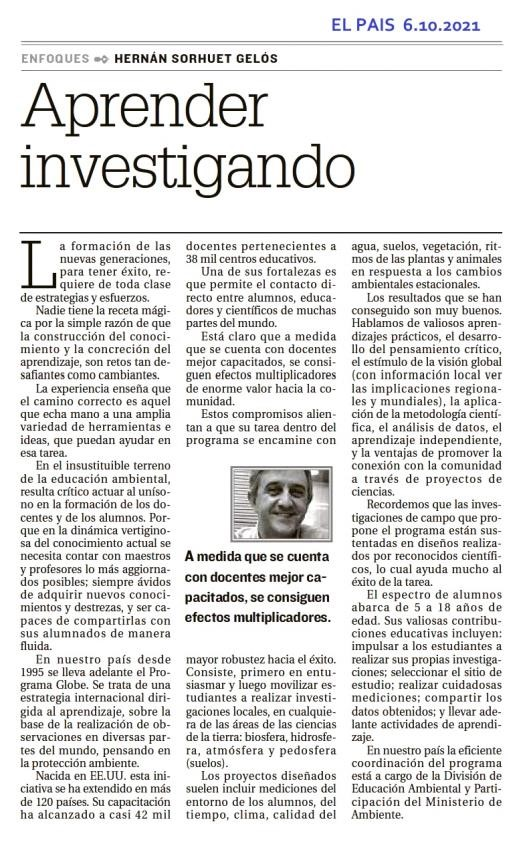 EL PAIS 6.10.2021
ENFOQUES ➻ HERNÁN SORHUET GELÓS
Aprender
investigando
La formación de las
nuevas generaciones,
para tener éxito, re-
quiere de toda clase
de estrategias y esfuerzos.
Nadie tiene la receta mági-
ca por la simple razón de que
la construcción del conoci-
miento y la concreción del
aprendizaje, son retos tan de-
safiantes como cambiantes.
La experiencia enseña que
el camino correcto es aquel
que echa mano a una amplia
variedad de herramientas e
ideas, que puedan ayudar en
esa tarea.
En el insustituible terreno
de la educación ambiental,
resulta crítico actuar al uníso-
no en la formación de los do-
centes y de los alumnos. Por-
que en la dinámica vertigino-
sa del conocimiento actual se
necesita contar con maestros
y profesores lo más aggiorna-
dos posibles; siempre ávidos
de adquirir nuevos conoci-
mientos y destrezas, y ser ca-
paces de compartirlas con
sus alumnados de manera
fluida.
En nuestro país desde
1995 se lleva adelante el Pro-
grama Globe. Se trata de una
estrategia internacional diri-
gida al aprendizaje, sobre la
base de la realización de ob-
servaciones en diversas par-
tes del mundo, pensando en
la protección ambiente.
Nacida en EE.UU. esta ini-
ciativa se ha extendido en más
de 120 países. Su capacitación
ha alcanzado a casi 42 mil
docentes pertenecientes a
38 mil centros educativos.
Una de sus fortalezas es
que permite el contacto di-
recto entre alumnos, educa-
dores y científicos de muchas
partes del mundo.
Está claro que a medida
que se cuenta con docentes
mejor capacitados, se consi-
guen efectos multiplicadores
de enorme valor hacia la co-
munidad.
Estos compromisos alien-
tan a que su tarea dentro del
programa se encamine con
A medida que se cuenta
con docentes mejor ca-
pacitados, se consiguen
efectos multiplicadores.
mayor robustez hacia el éxito.
Consiste, primero en entu-
siasmar y luego movilizar es-
tudiantes a realizar investi-
gaciones locales, en cualquie-
ra de las áreas de las ciencias
de la tierra: biosfera, hidrosfe-
ra, atmósfera y pedosfera
(suelos).
Los proyectos diseñados
suelen incluir mediciones del
entorno de los alumnos, del
tiempo, clima, calidad del
agua, suelos, vegetación, rit-
mos de las plantas y animales
en respuesta a los cambios
ambientales estacionales.
Los resultados que se han
conseguido son muy buenos.
Hablamos de valiosos apren-
dizajes prácticos, el desarro-
llo del pensamiento crítico,
el estímulo de la visión global
(con información local ver
las implicaciones regiona-
les y mundiales), la aplica-
ción de la metodología cientí-
fica, el análisis de datos, el
aprendizaje independiente,
y la ventajas de promover la
conexión con la comunidad
a través de proyectos de
ciencias.
Recordemos que las inves-
tigaciones de campo que pro-
pone el programa están sus-
tentadas en diseños realiza-
dos por reconocidos científi-
cos, lo cual ayuda mucho al
éxito de la tarea.
El espectro de alumnos
abarca de 5 a 18 años de
edad. Sus valiosas contribu-
ciones educativas incluyen:
impulsar a los estudiantes a
realizar sus propias investiga-
ciones; seleccionar el sitio de
estudio; realizar cuidadosas
mediciones; compartir los
datos obtenidos; y llevar ade-
lante actividades de aprendi-
zaje.
En nuestro país la eficiente
coordinación del programa
está a cargo de la División de
Educación Ambiental y Parti-
cipación del Ministerio de
Ambiente.